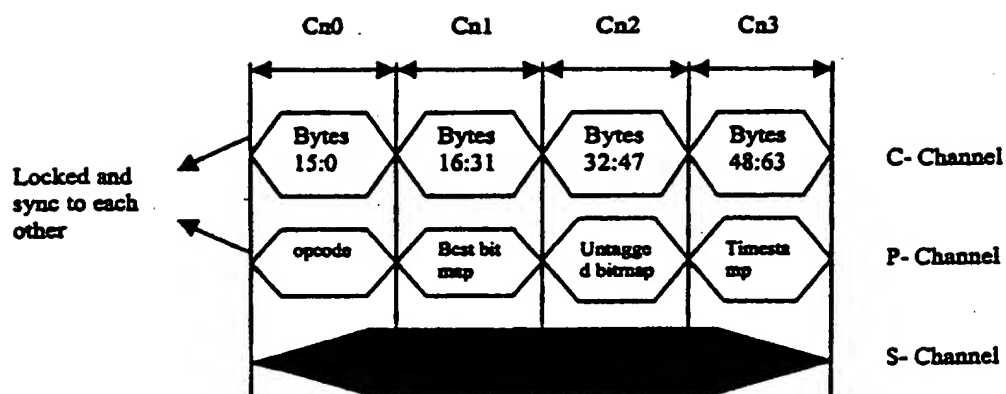 Cn0 Cn1 Cn2 Cn3
Bytes
15:0
Bytes
16:31
Bytes
32:47
Bytes
48:63
C- Channel
Locked and
sync to each
other
opcode
Best bit
map
Untagge
d bitmap
Timesta
mp
P- Channel
S- Channel